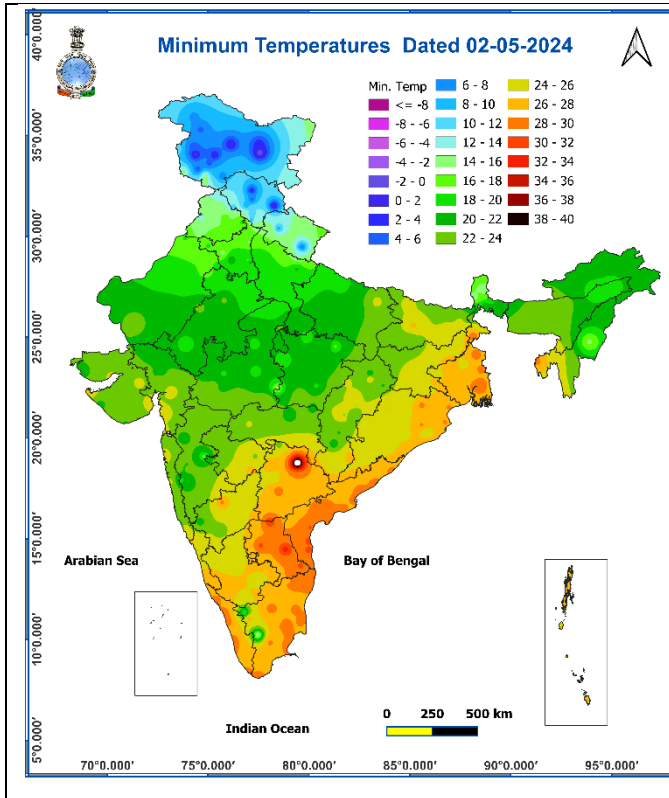 Minimum Temperatures Dated 02-05-2024
Min. Temp
<= -8
-8 - -6
-6 - -4
-4 - -2
-2 - 0
0 - 2
2 - 4
4 - 6
6 - 8
8 - 10
10 - 12
12 - 14
14 - 16
16 - 18
18 - 20
20 - 22
22 - 24
24 - 26
26 - 28
28 - 30
30 - 32
32 - 34
34 - 36
36 - 38
38 - 40
40°0.000'
35°0.000'
30°0.000'
25°0.000'
20°0.000'
15°0.000'
10°0.000'
5°0.000'
Arabian Sea
Bay of Bengal
Indian Ocean
0 250 500 km
70°0.000' 75°0.000' 80°0.000' 85°0.000' 90°0.000' 95°0.000'